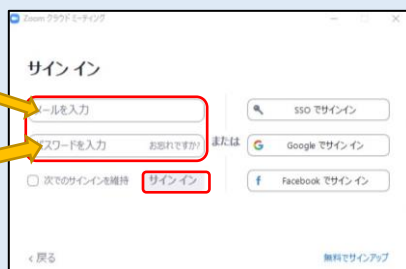 Zoom クラウド ミーティング
サイン イン
メールを入力
パスワードを入力 お忘れですか?
または
SSO でサインイン
G Google でサイン イン
f Facebook でサイン イン
次でのサインインを維持 サイン イン
‹ 戻る
無料でサインアップ